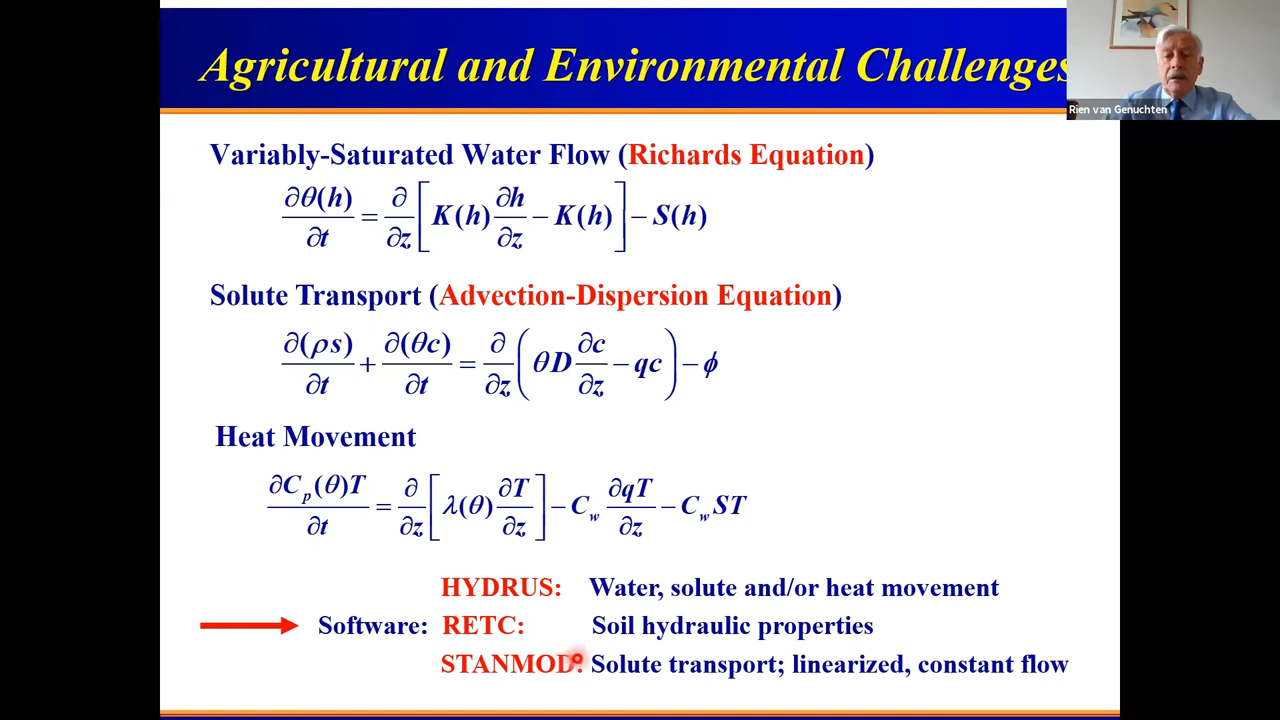 Agricultural and Environmental Challenges
Rien van Genuchten
Variably-Saturated Water Flow (Richards Equation)
∂θ(h)/∂t = ∂/∂z [K(h) ∂h/∂z − K(h)] − S(h)
Solute Transport (Advection-Dispersion Equation)
∂(ρs)/∂t + ∂(θc)/∂t = ∂/∂z (θD ∂c/∂z − qc) − ϕ
Heat Movement
∂C_p(θ)T/∂t = ∂/∂z [λ(θ) ∂T/∂z] − C_w ∂qT/∂z − C_w ST
HYDRUS: Water, solute and/or heat movement
Software: RETC: Soil hydraulic properties
STANMOD: Solute transport; linearized, constant flow